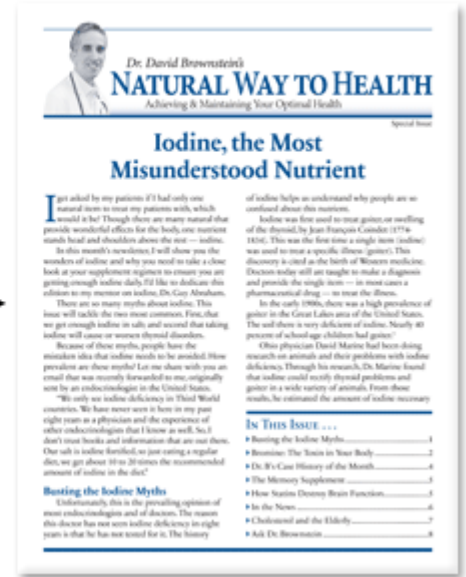 Dr. David Brownstein's
NATURAL WAY TO HEALTH
Achieving & Maintaining Your Optimal Health
Special Issue
Iodine, the Most
Misunderstood Nutrient
I get asked by my patients if I had only one
natural item to treat my patients with, which
would it be? Though there are many natural that
provide wonderful effects for the body, one nutrient
stands head and shoulders above the rest — iodine.
In this month's newsletter, I will show you the
wonders of iodine and why you need to take a close
look at your supplement regimen to ensure you are
getting enough iodine daily. I'd like to dedicate this
edition to my mentor on iodine, Dr. Guy Abraham.
There are so many myths about iodine. This
issue will tackle the two most common. First, that
we get enough iodine in salt; and second that taking
iodine will cause or worsen thyroid disorders.
Because of these myths, people have the
mistaken idea that iodine needs to be avoided. How
prevalent are these myths? Let me share with you an
email that was recently forwarded to me, originally
sent by an endocrinologist in the United States.
"We only see iodine deficiency in Third World
countries. We have never seen it here in my past
eight years as a physician and the experience of
other endocrinologists that I know as well. So, I
don't trust books and information that are out there.
Our salt is iodine fortified, so just eating a regular
diet, we get about 10 to 20 times the recommended
amount of iodine in the diet."
Busting the Iodine Myths
Unfortunately, this is the prevailing opinion of
most endocrinologists and of doctors. The reason
this doctor has not seen iodine deficiency in eight
years is that he has not tested for it. The history
of iodine helps us understand why people are so
confused about this nutrient.
Iodine was first used to treat goiter, or swelling
of the thyroid, by Jean François Coindet (1774-
1834). This was the first time a single item (iodine)
was used to treat a specific illness (goiter). This
discovery is cited as the birth of Western medicine.
Doctors today still are taught to make a diagnosis
and provide the single item — in most cases a
pharmaceutical drug — to treat the illness.
In the early 1900s, there was a high prevalence of
goiter in the Great Lakes area of the United States.
The soil there is very deficient of iodine. Nearly 40
percent of school-age children had goiter.
Ohio physician David Marine had been doing
research on animals and their problems with iodine
deficiency. Through his research, Dr. Marine found
that iodine could rectify thyroid problems and
goiter in a wide variety of animals. From those
results, he estimated the amount of iodine necessary
IN THIS ISSUE . . .
Busting the Iodine Myths 1
Bromine: The Toxin in Your Body 2
Dr. B's Case History of the Month 4
The Memory Supplement 5
How Statins Destroy Brain Function 5
In the News 6
Cholesterol and the Elderly 7
Ask Dr. Brownstein 8